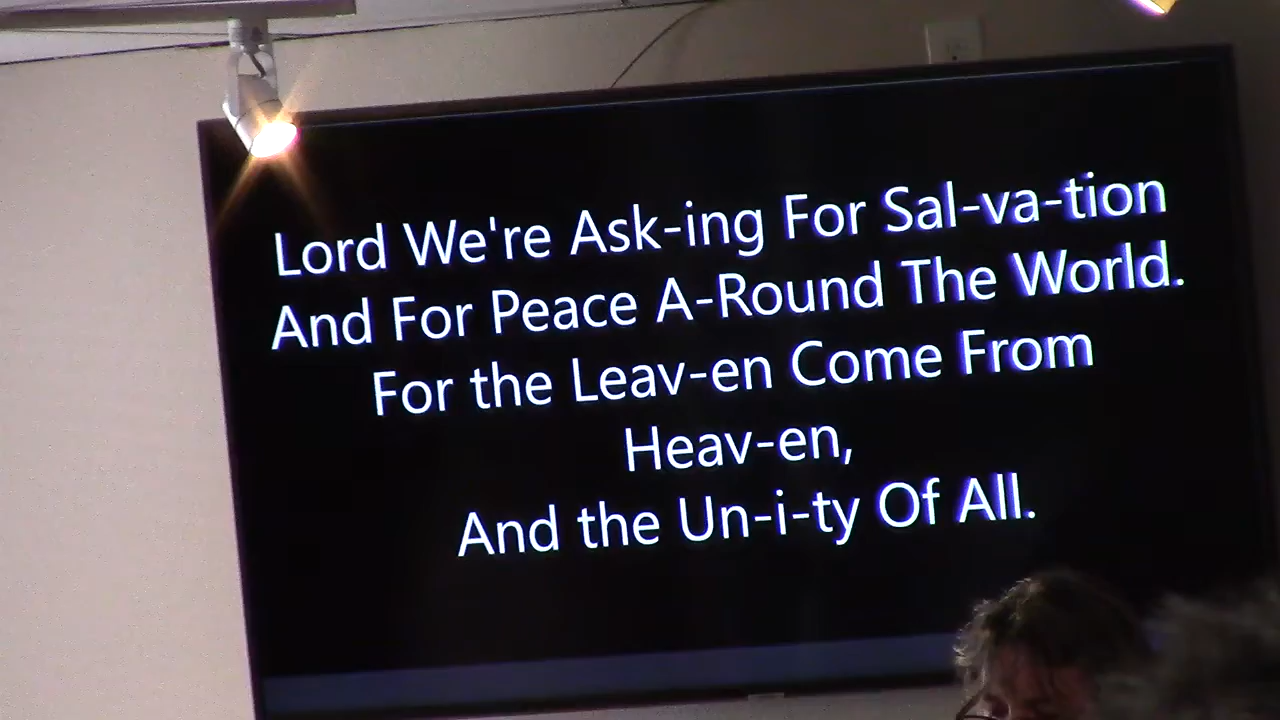 Lord We're Ask-ing For Sal-va-tion
And For Peace A-Round The World.
For the Leav-en Come From
Heav-en,
And the Un-i-ty Of All.